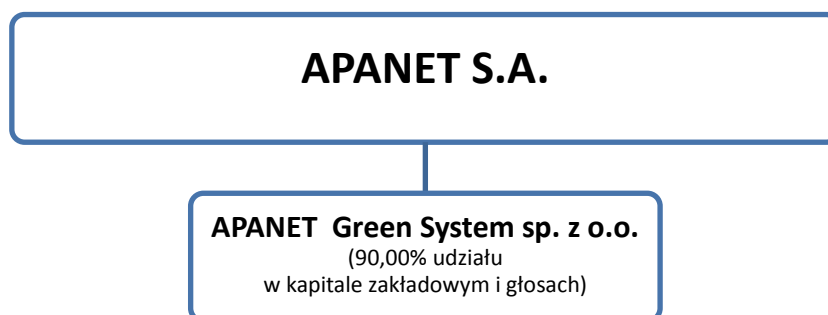 APANET S.A.
APANET Green System sp. z o.o.
(90,00% udziału
w kapitale zakładowym i głosach)